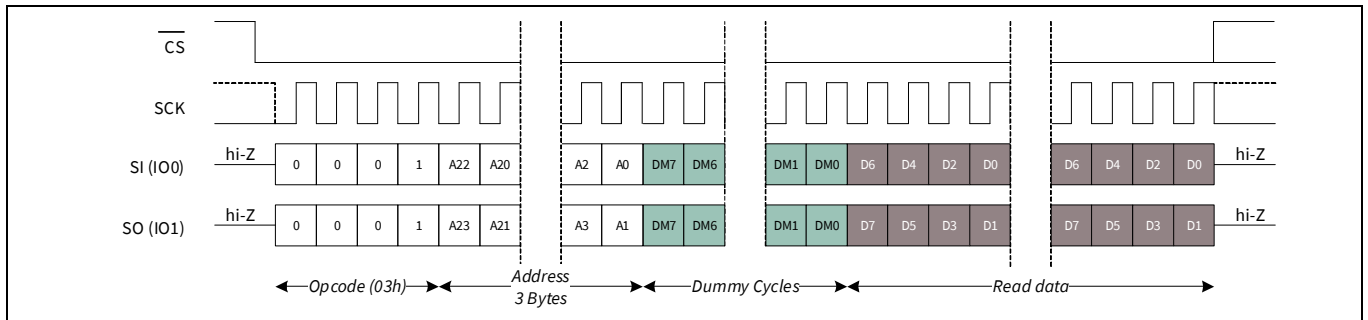 CS
SCK
hi-Z 0 0 0 1 A22 A20 A2 A0 DM7 DM6 DM1 DM0 D6 D4 D2 D0 D6 D4 D2 D0 hi-Z
SI (IO0)
hi-Z 0 0 0 1 A23 A21 A3 A1 DM7 DM6 DM1 DM0 D7 D5 D3 D1 D7 D5 D3 D1 hi-Z
SO (IO1)
Opcode (03h) Address Dummy Cycles Read data
3 Bytes